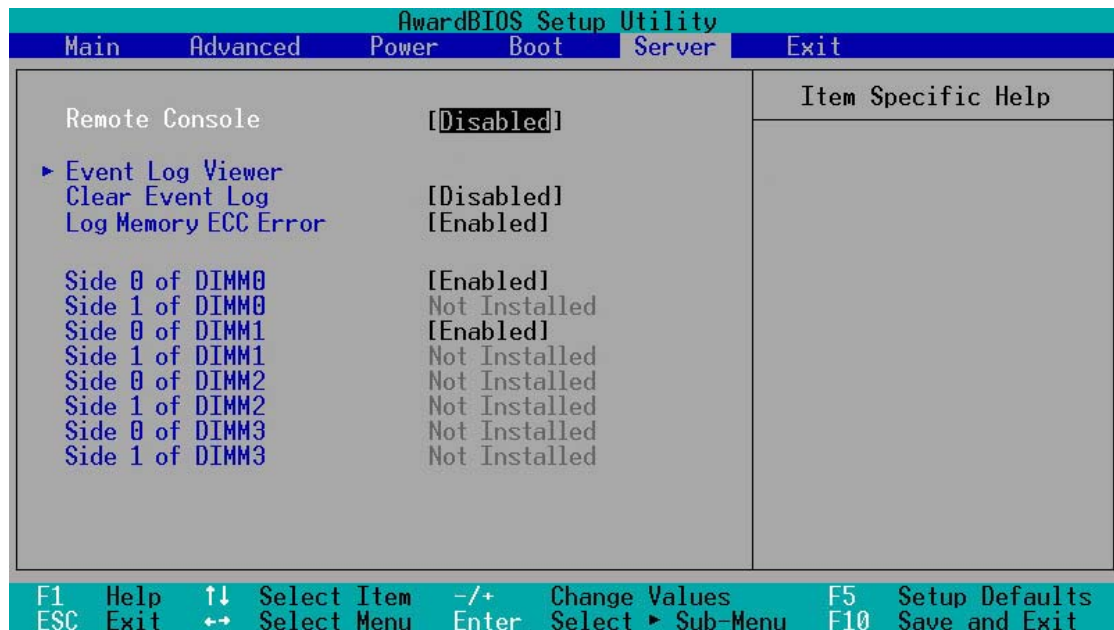 AwardBIOS Setup Utility
Main Advanced Power Boot Server Exit
Item Specific Help
Remote Console [Disabled]
► Event Log Viewer
Clear Event Log [Disabled]
Log Memory ECC Error [Enabled]
Side 0 of DIMM0 [Enabled]
Side 1 of DIMM0 Not Installed
Side 0 of DIMM1 [Enabled]
Side 1 of DIMM1 Not Installed
Side 0 of DIMM2 Not Installed
Side 1 of DIMM2 Not Installed
Side 0 of DIMM3 Not Installed
Side 1 of DIMM3 Not Installed
F1 Help ↑↓ Select Item -/+ Change Values F5 Setup Defaults
ESC Exit ←→ Select Menu Enter Select ► Sub-Menu F10 Save and Exit